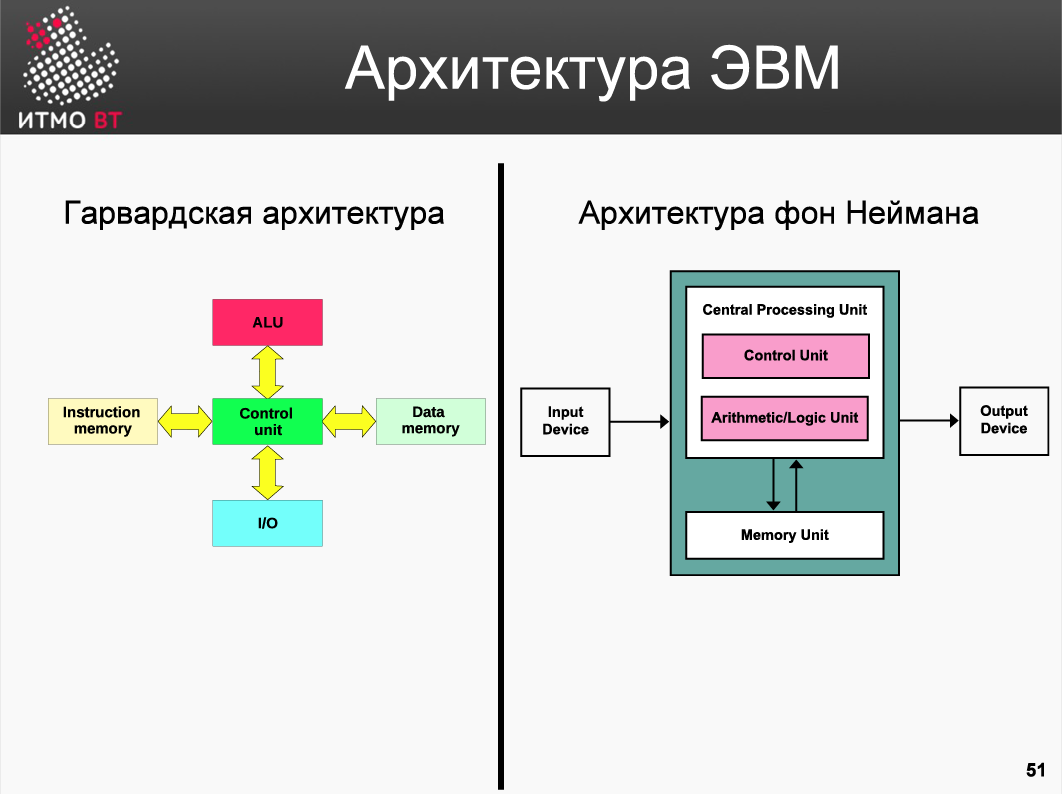 ИТМО ВТ
Архитектура ЭВМ
Гарвардская архитектура
ALU
Instruction
memory
Control
unit
Data
memory
I/O
Архитектура фон Неймана
Central Processing Unit
Control Unit
Arithmetic/Logic Unit
Input
Device
Output
Device
Memory Unit
51